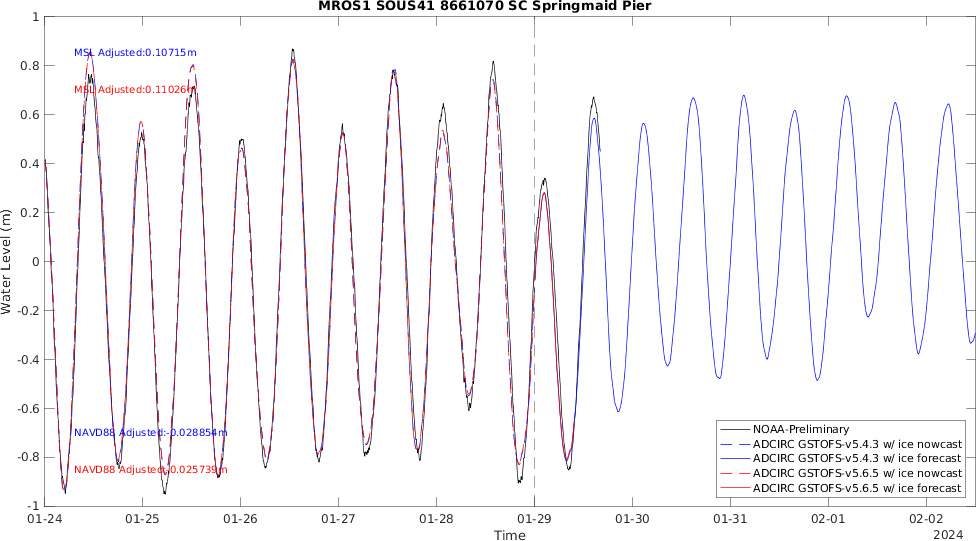 MROS1 SOUS41 8661070 SC Springmaid Pier
1
0.8
0.6
0.4
0.2
0
-0.2
-0.4
-0.6
-0.8
-1
Water Level (m)
MSL Adjusted:0.10715m
MSL Adjusted:0.11026m
NAVD88 Adjusted:-0.028854m
NAVD88 Adjusted:-0.025739m
NOAA-Preliminary
ADCIRC GSTOFS-v5.4.3 w/ ice nowcast
ADCIRC GSTOFS-v5.4.3 w/ ice forecast
ADCIRC GSTOFS-v5.6.5 w/ ice nowcast
ADCIRC GSTOFS-v5.6.5 w/ ice forecast
01-24 01-25 01-26 01-27 01-28 01-29 01-30 01-31 02-01 02-02
Time
2024